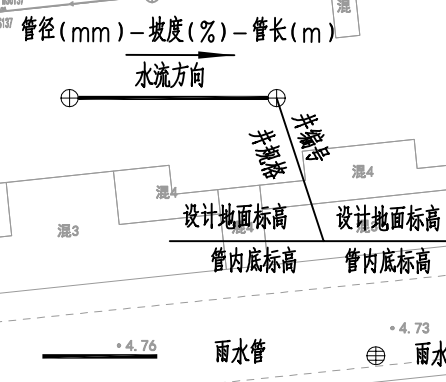 混
管径(mm)-坡度(%)-管长(m)
水流方向
井编号
井规格
混4
混4
设计地面标高
设计地面标高
混3
管内底标高
管内底标高
4.73
4.76
雨水管
雨水